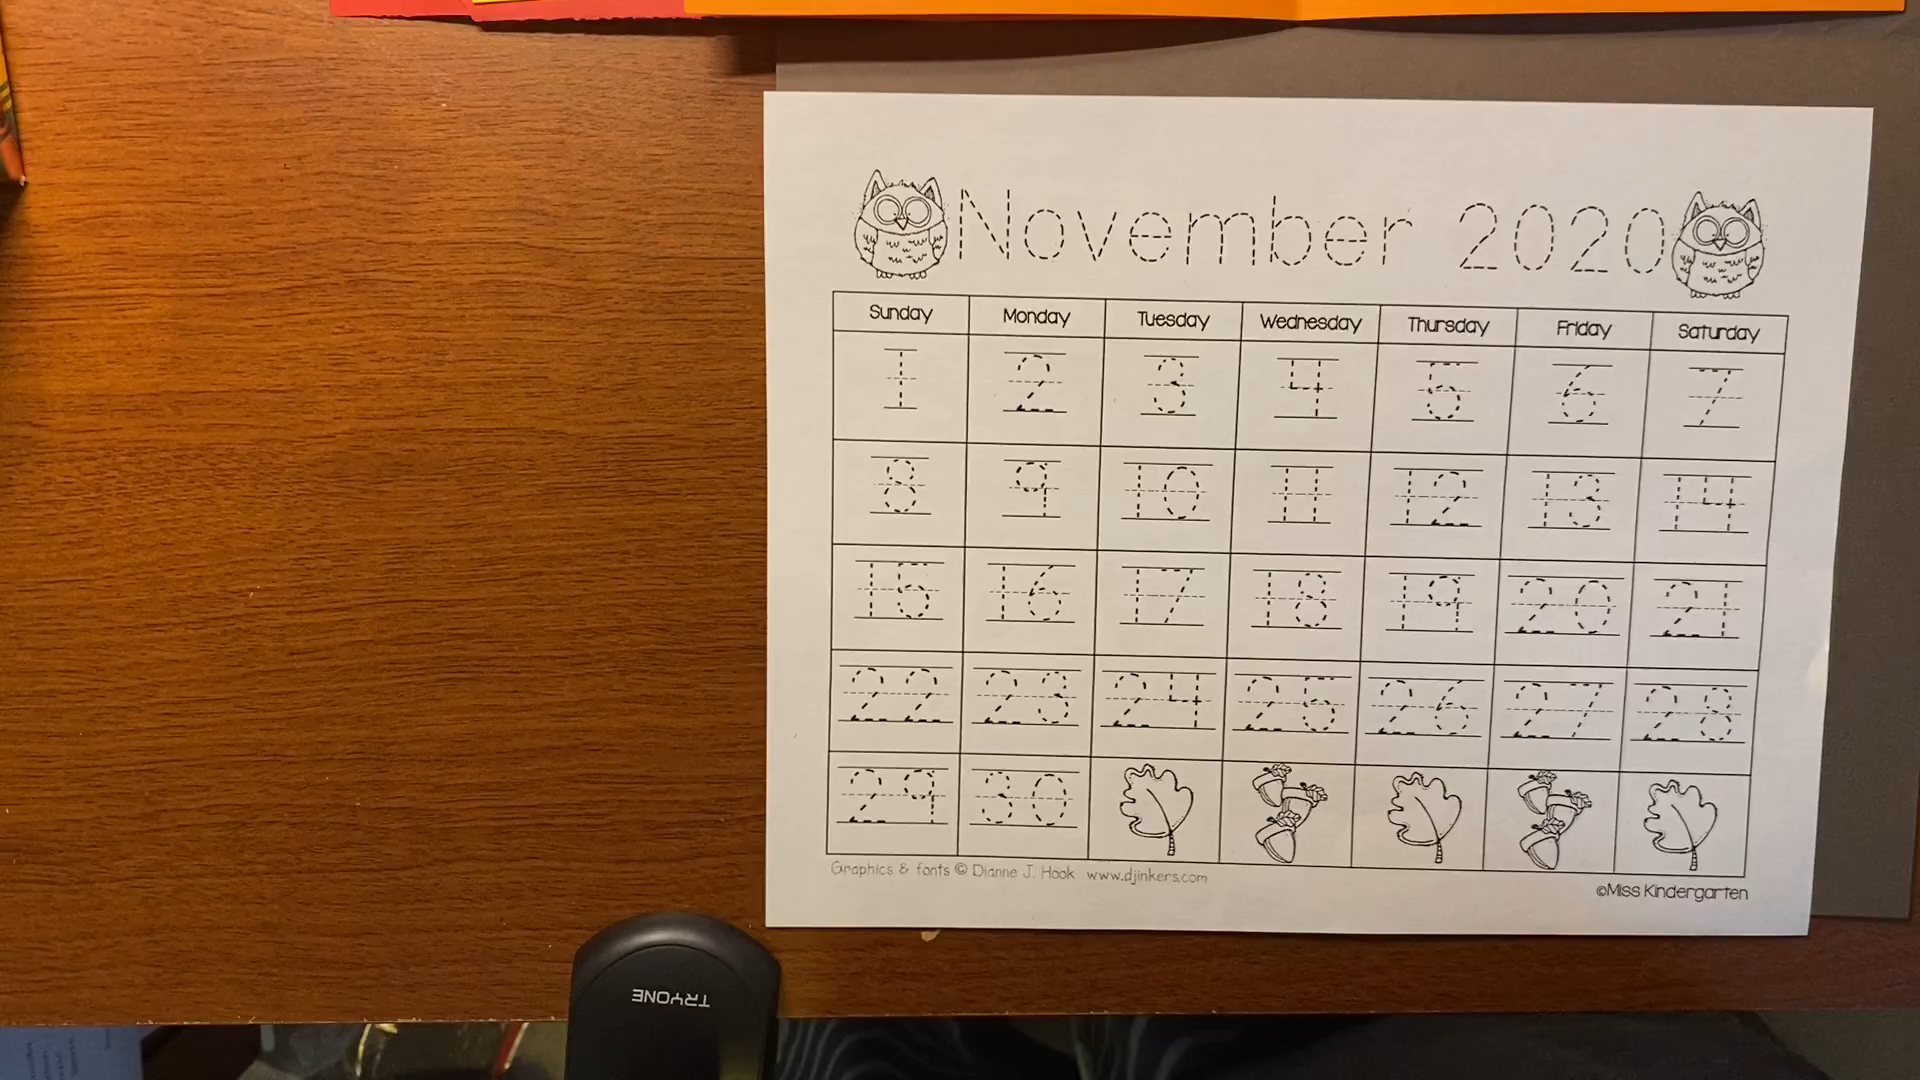 November 2020
Sunday Monday Tuesday Wednesday Thursday Friday Saturday
1 2 3 4 5 6 7
8 9 10 11 12 13 14
15 16 17 18 19 20 21
22 23 24 25 26 27 28
29 30
Graphics & fonts © Dianne J. Hook www.djinkers.com
©Miss Kindergarten
TRYONE